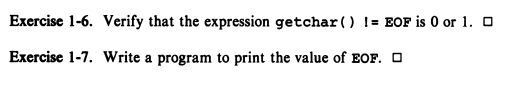 Exercise 1-6. Verify that the expression getchar() != EOF is 0 or 1. □
Exercise 1-7. Write a program to print the value of EOF. □